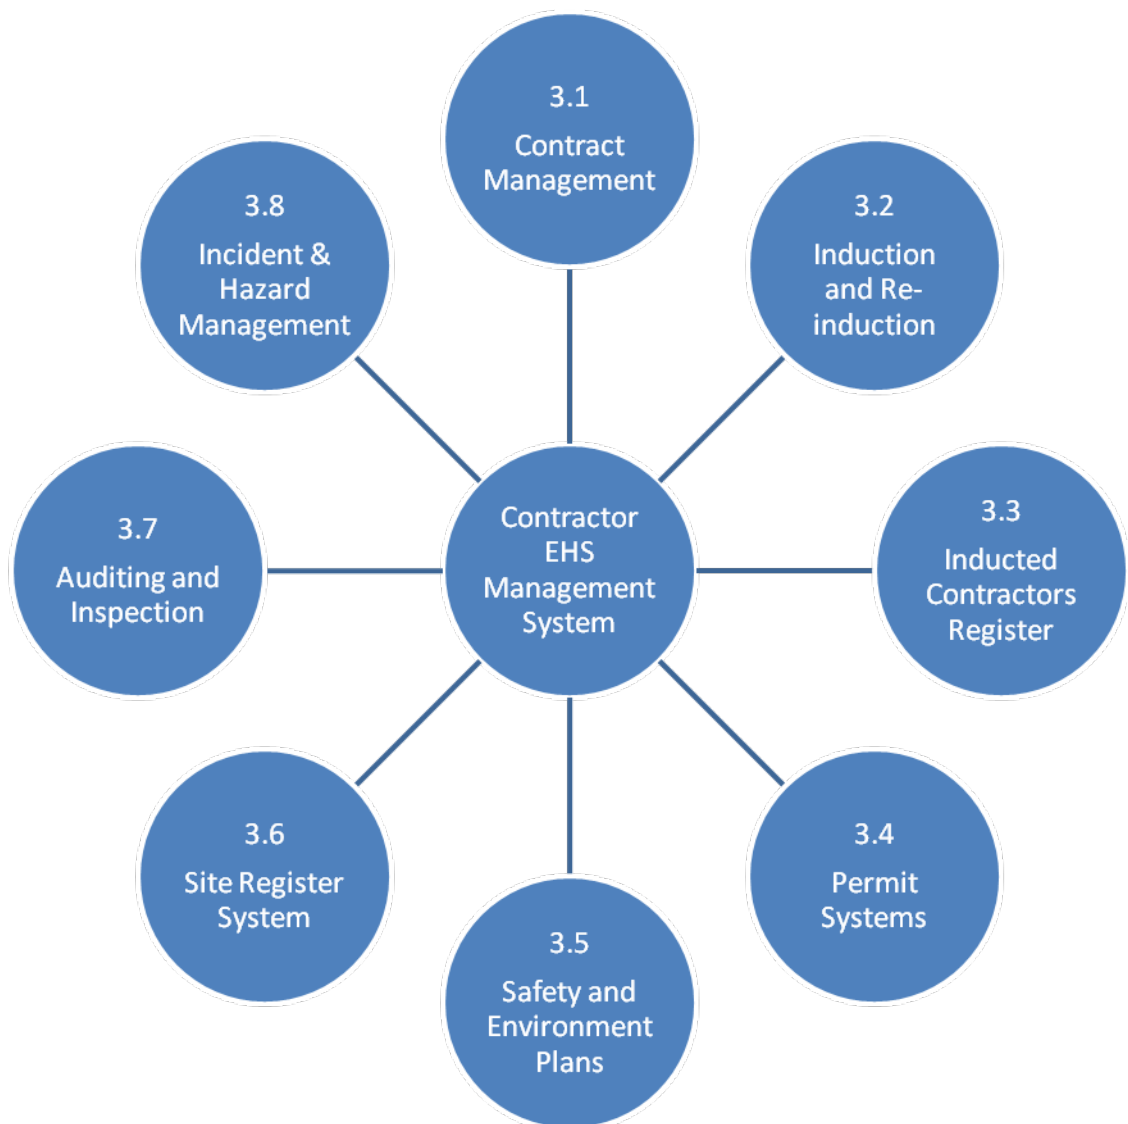 3.1
Contract
Management
3.2
Induction
and Re-
induction
3.3
Inducted
Contractors
Register
3.4
Permit
Systems
3.5
Safety and
Environment
Plans
3.6
Site Register
System
3.7
Auditing and
Inspection
3.8
Incident &
Hazard
Management
Contractor
EHS
Management
System